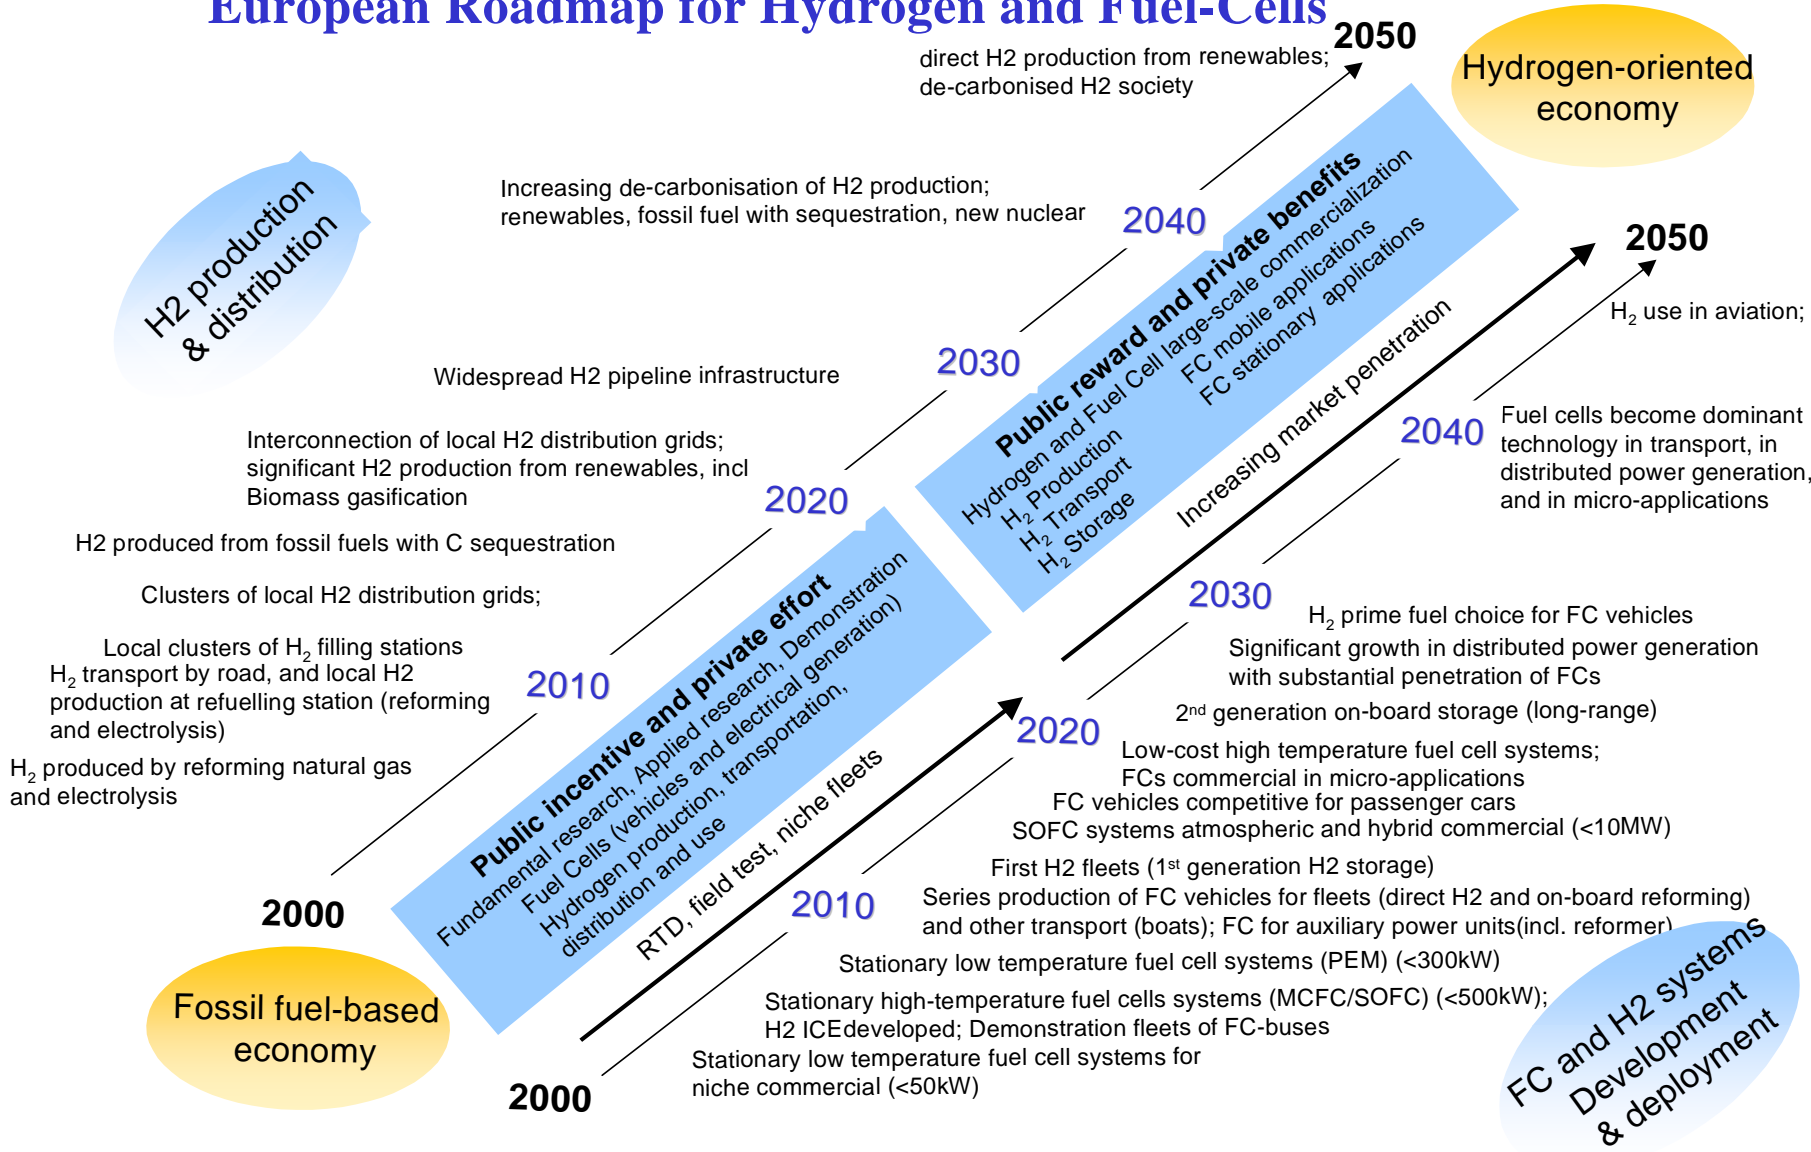 European Roadmap for Hydrogen and Fuel-Cells
2050
direct H2 production from renewables;
de-carbonised H2 society
Hydrogen-oriented
economy
H2 production
& distribution
Increasing de-carbonisation of H2 production;
renewables, fossil fuel with sequestration, new nuclear
2040
Widespread H2 pipeline infrastructure
2030
Interconnection of local H2 distribution grids;
significant H2 production from renewables, incl
Biomass gasification
2020
H2 produced from fossil fuels with C sequestration
Clusters of local H2 distribution grids;
Local clusters of H₂ filling stations
H₂ transport by road, and local H2
production at refuelling station (reforming
and electrolysis)
2010
H₂ produced by reforming natural gas
and electrolysis
2000
Fossil fuel-based
economy
Public reward and private benefits
Hydrogen and Fuel Cell large-scale commercialization
H₂ Production
H₂ Transport
H₂ Storage
FC mobile applications
FC stationary applications
Public incentive and private effort
Fundamental research, Applied research, Demonstration
Fuel Cells (vehicles and electrical generation)
Hydrogen production, transportation,
distribution and use
Increasing market penetration
RTD, field test, niche fleets
2050
H₂ use in aviation;
2040
Fuel cells become dominant
technology in transport, in
distributed power generation,
and in micro-applications
2030
H₂ prime fuel choice for FC vehicles
Significant growth in distributed power generation
with substantial penetration of FCs
2nd generation on-board storage (long-range)
2020
Low-cost high temperature fuel cell systems;
FCs commercial in micro-applications
FC vehicles competitive for passenger cars
SOFC systems atmospheric and hybrid commercial (<10MW)
First H2 fleets (1st generation H2 storage)
2010
Series production of FC vehicles for fleets (direct H2 and on-board reforming)
and other transport (boats); FC for auxiliary power units(incl. reformer)
Stationary low temperature fuel cell systems (PEM) (<300kW)
Stationary high-temperature fuel cells systems (MCFC/SOFC) (<500kW);
H2 ICEdeveloped; Demonstration fleets of FC-buses
Stationary low temperature fuel cell systems for
niche commercial (<50kW)
2000
FC and H2 systems
Development
& deployment